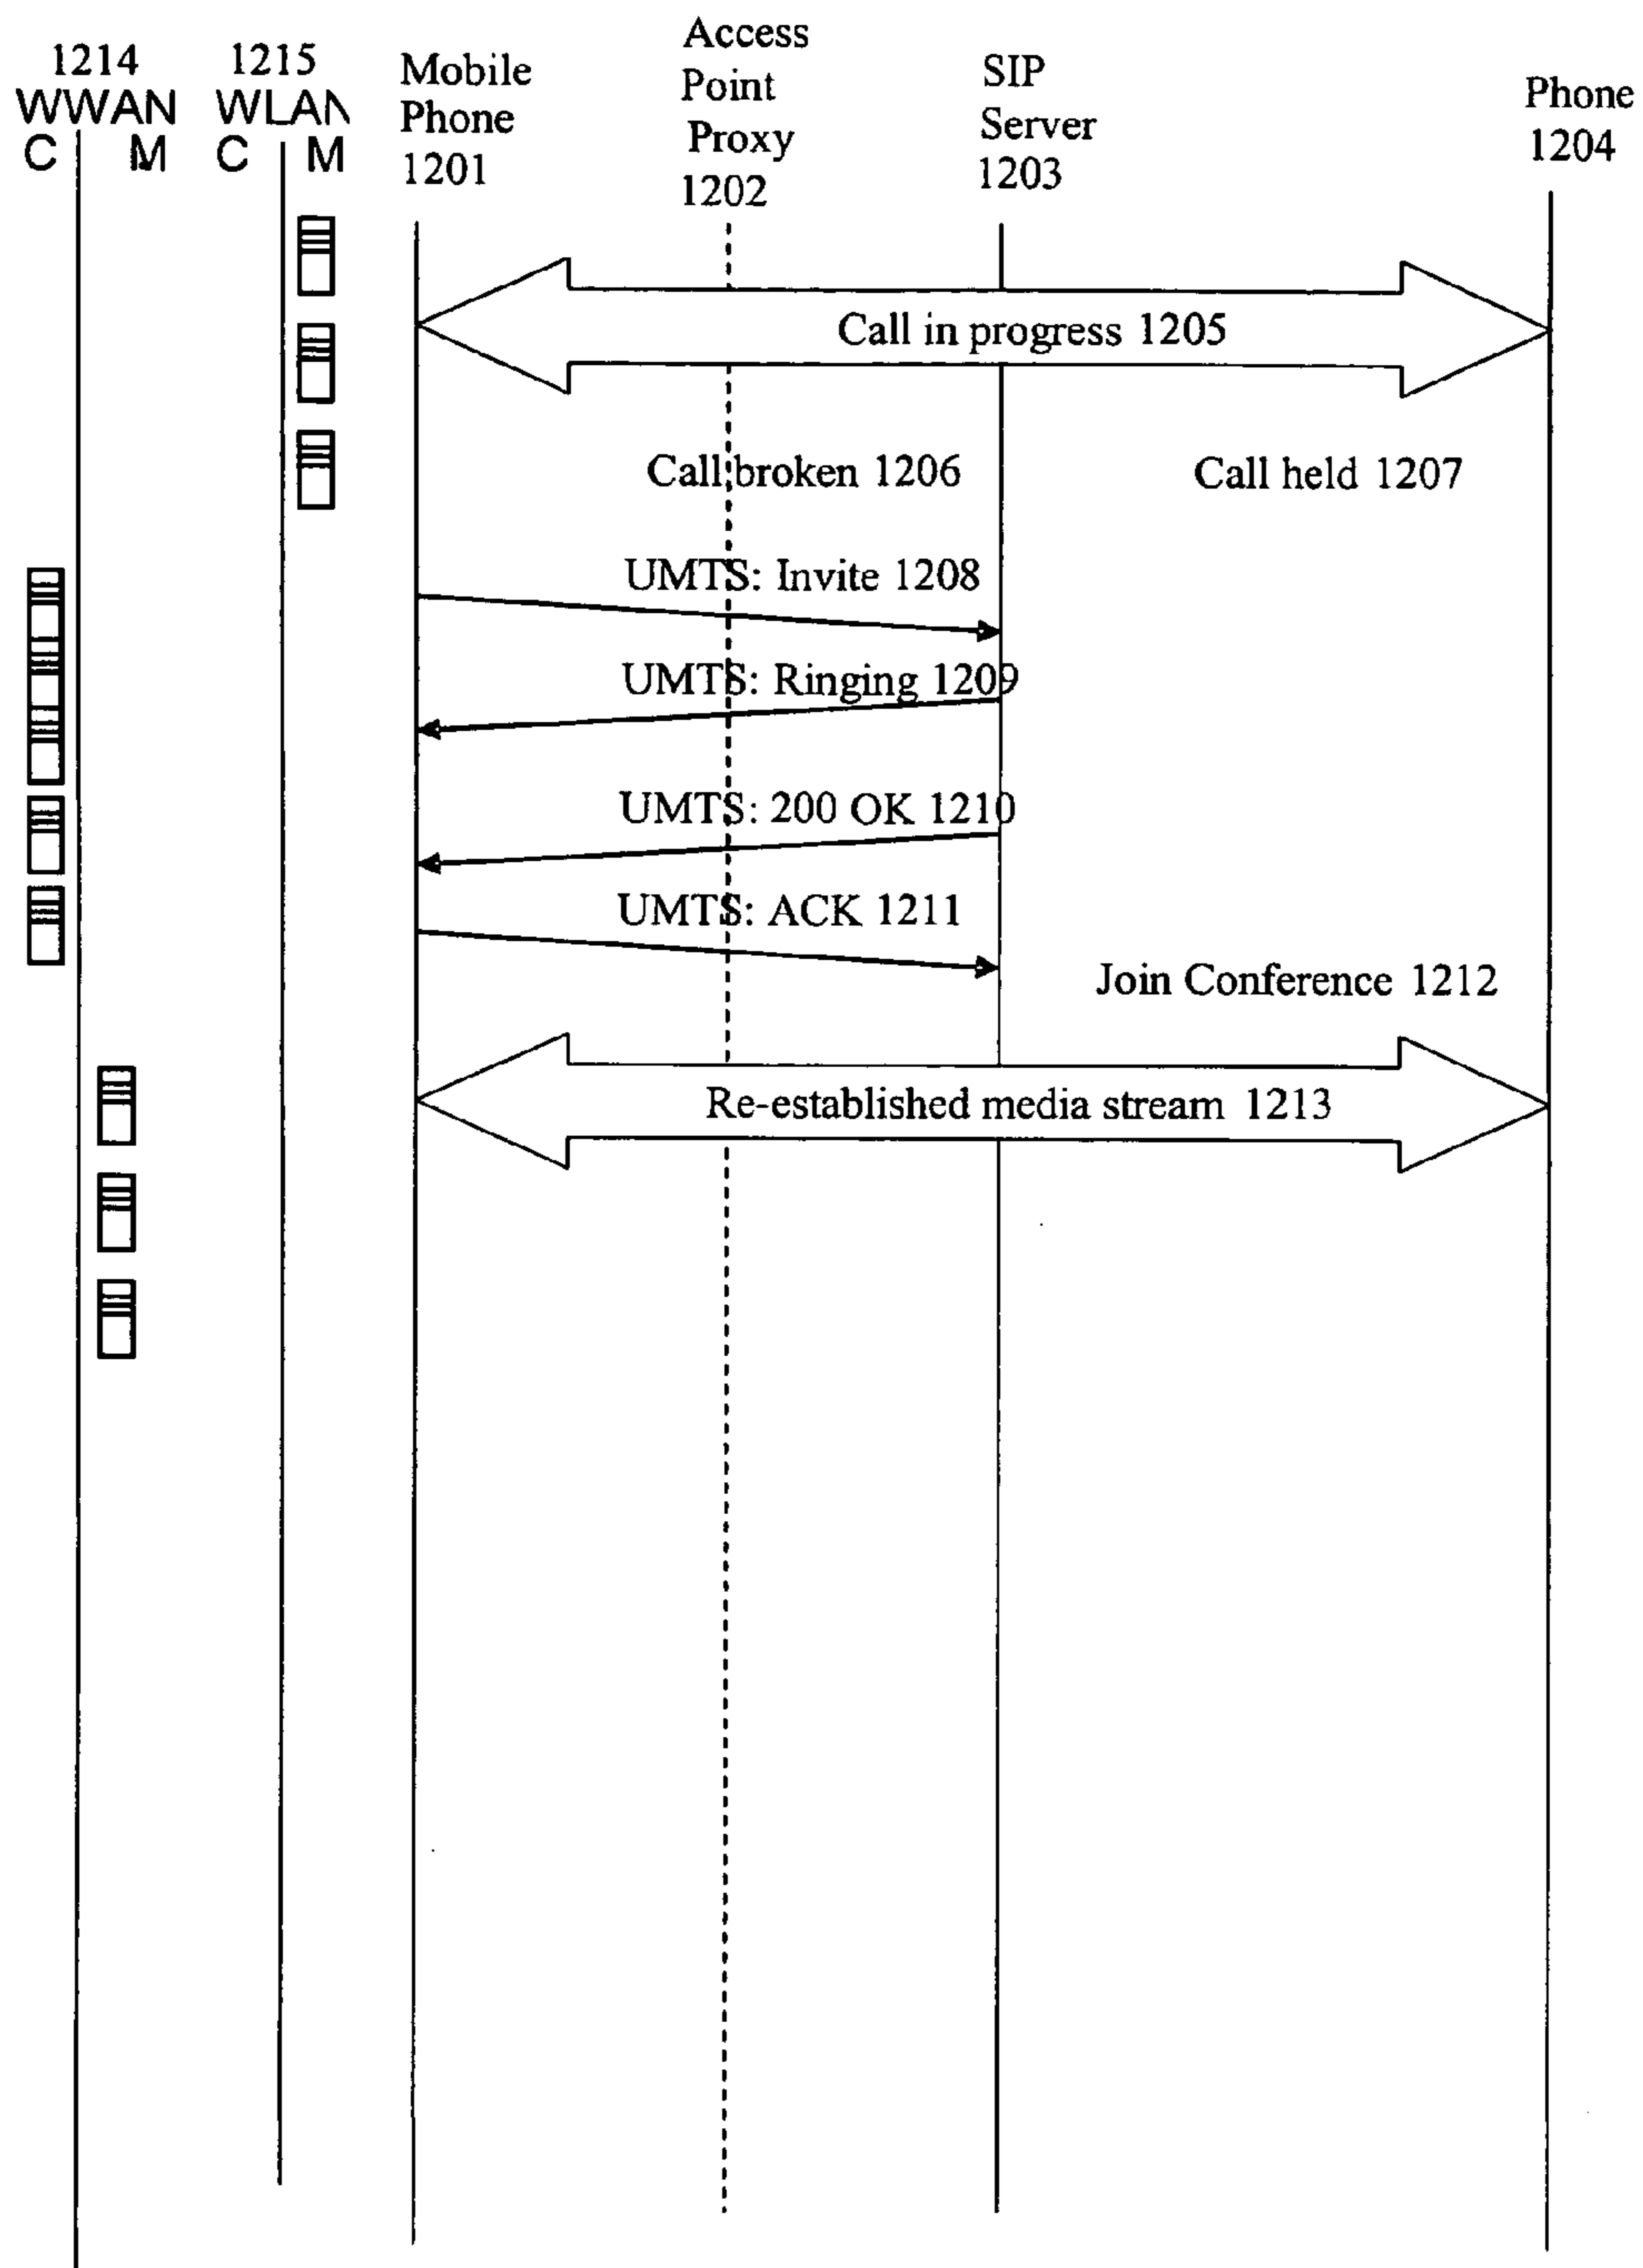 1214
WWAN
C M
1215
WLAN
C M
Mobile
Phone
1201
Access
Point
Proxy
1202
SIP
Server
1203
Phone
1204
Call in progress 1205
Call broken 1206
Call held 1207
UMTS: Invite 1208
UMTS: Ringing 1209
UMTS: 200 OK 1210
UMTS: ACK 1211
Join Conference 1212
Re-established media stream 1213